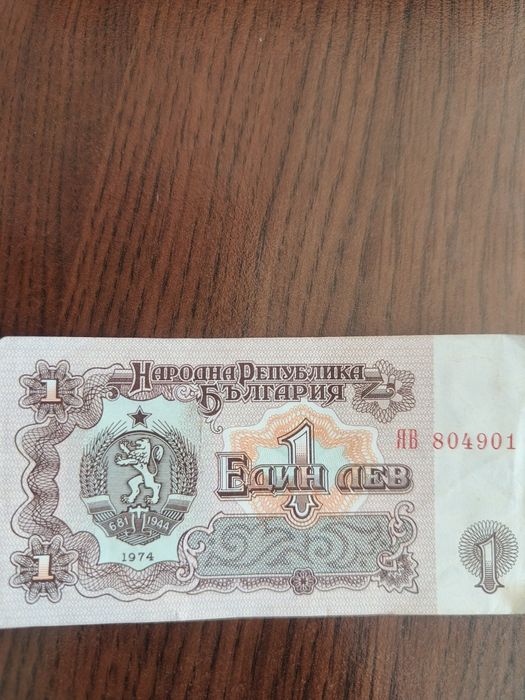 1
НАРОДНА РЕПУБЛИКА
БЪЛГАРИЯ
1
ЯВ 804901
ЕДИН ЛЕВ
681 1944
1974
1
1